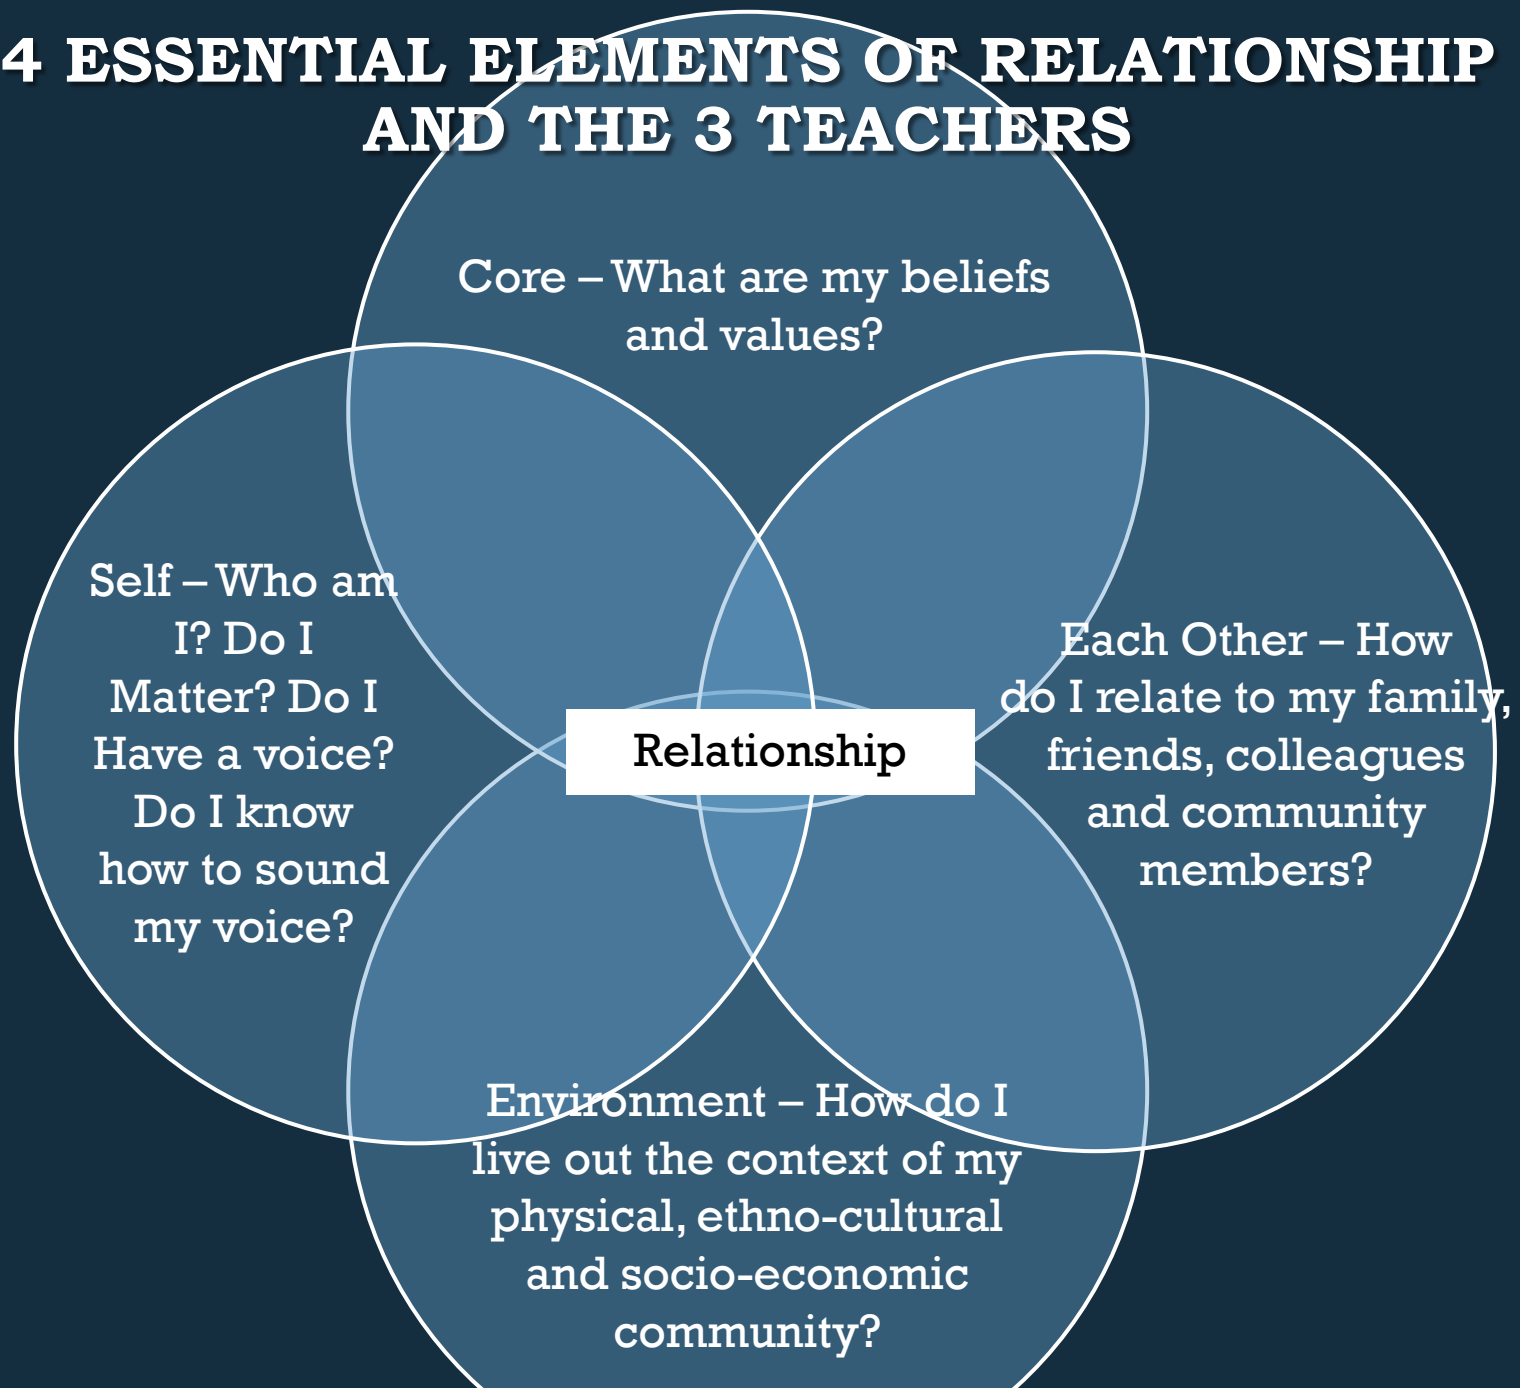 4 ESSENTIAL ELEMENTS OF RELATIONSHIP
AND THE 3 TEACHERS
Core – What are my beliefs
and values?
Self – Who am
I? Do I
Matter? Do I
Have a voice?
Do I know
how to sound
my voice?
Relationship
Each Other – How
do I relate to my family,
friends, colleagues
and community
members?
Environment – How do I
live out the context of my
physical, ethno-cultural
and socio-economic
community?